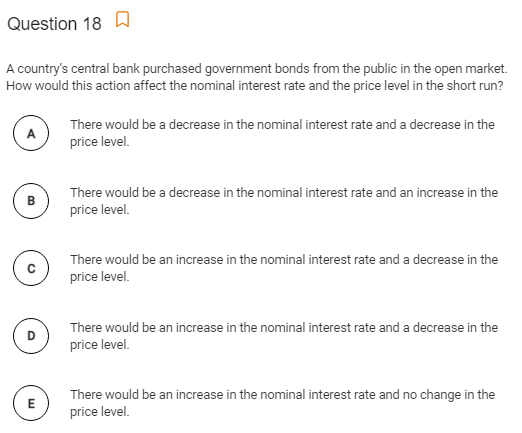 Question 18
A country's central bank purchased government bonds from the public in the open market.
How would this action affect the nominal interest rate and the price level in the short run?
A
There would be a decrease in the nominal interest rate and a decrease in the
price level.
B
There would be a decrease in the nominal interest rate and an increase in the
price level.
C
There would be an increase in the nominal interest rate and a decrease in the
price level.
D
There would be an increase in the nominal interest rate and a decrease in the
price level.
E
There would be an increase in the nominal interest rate and no change in the
price level.